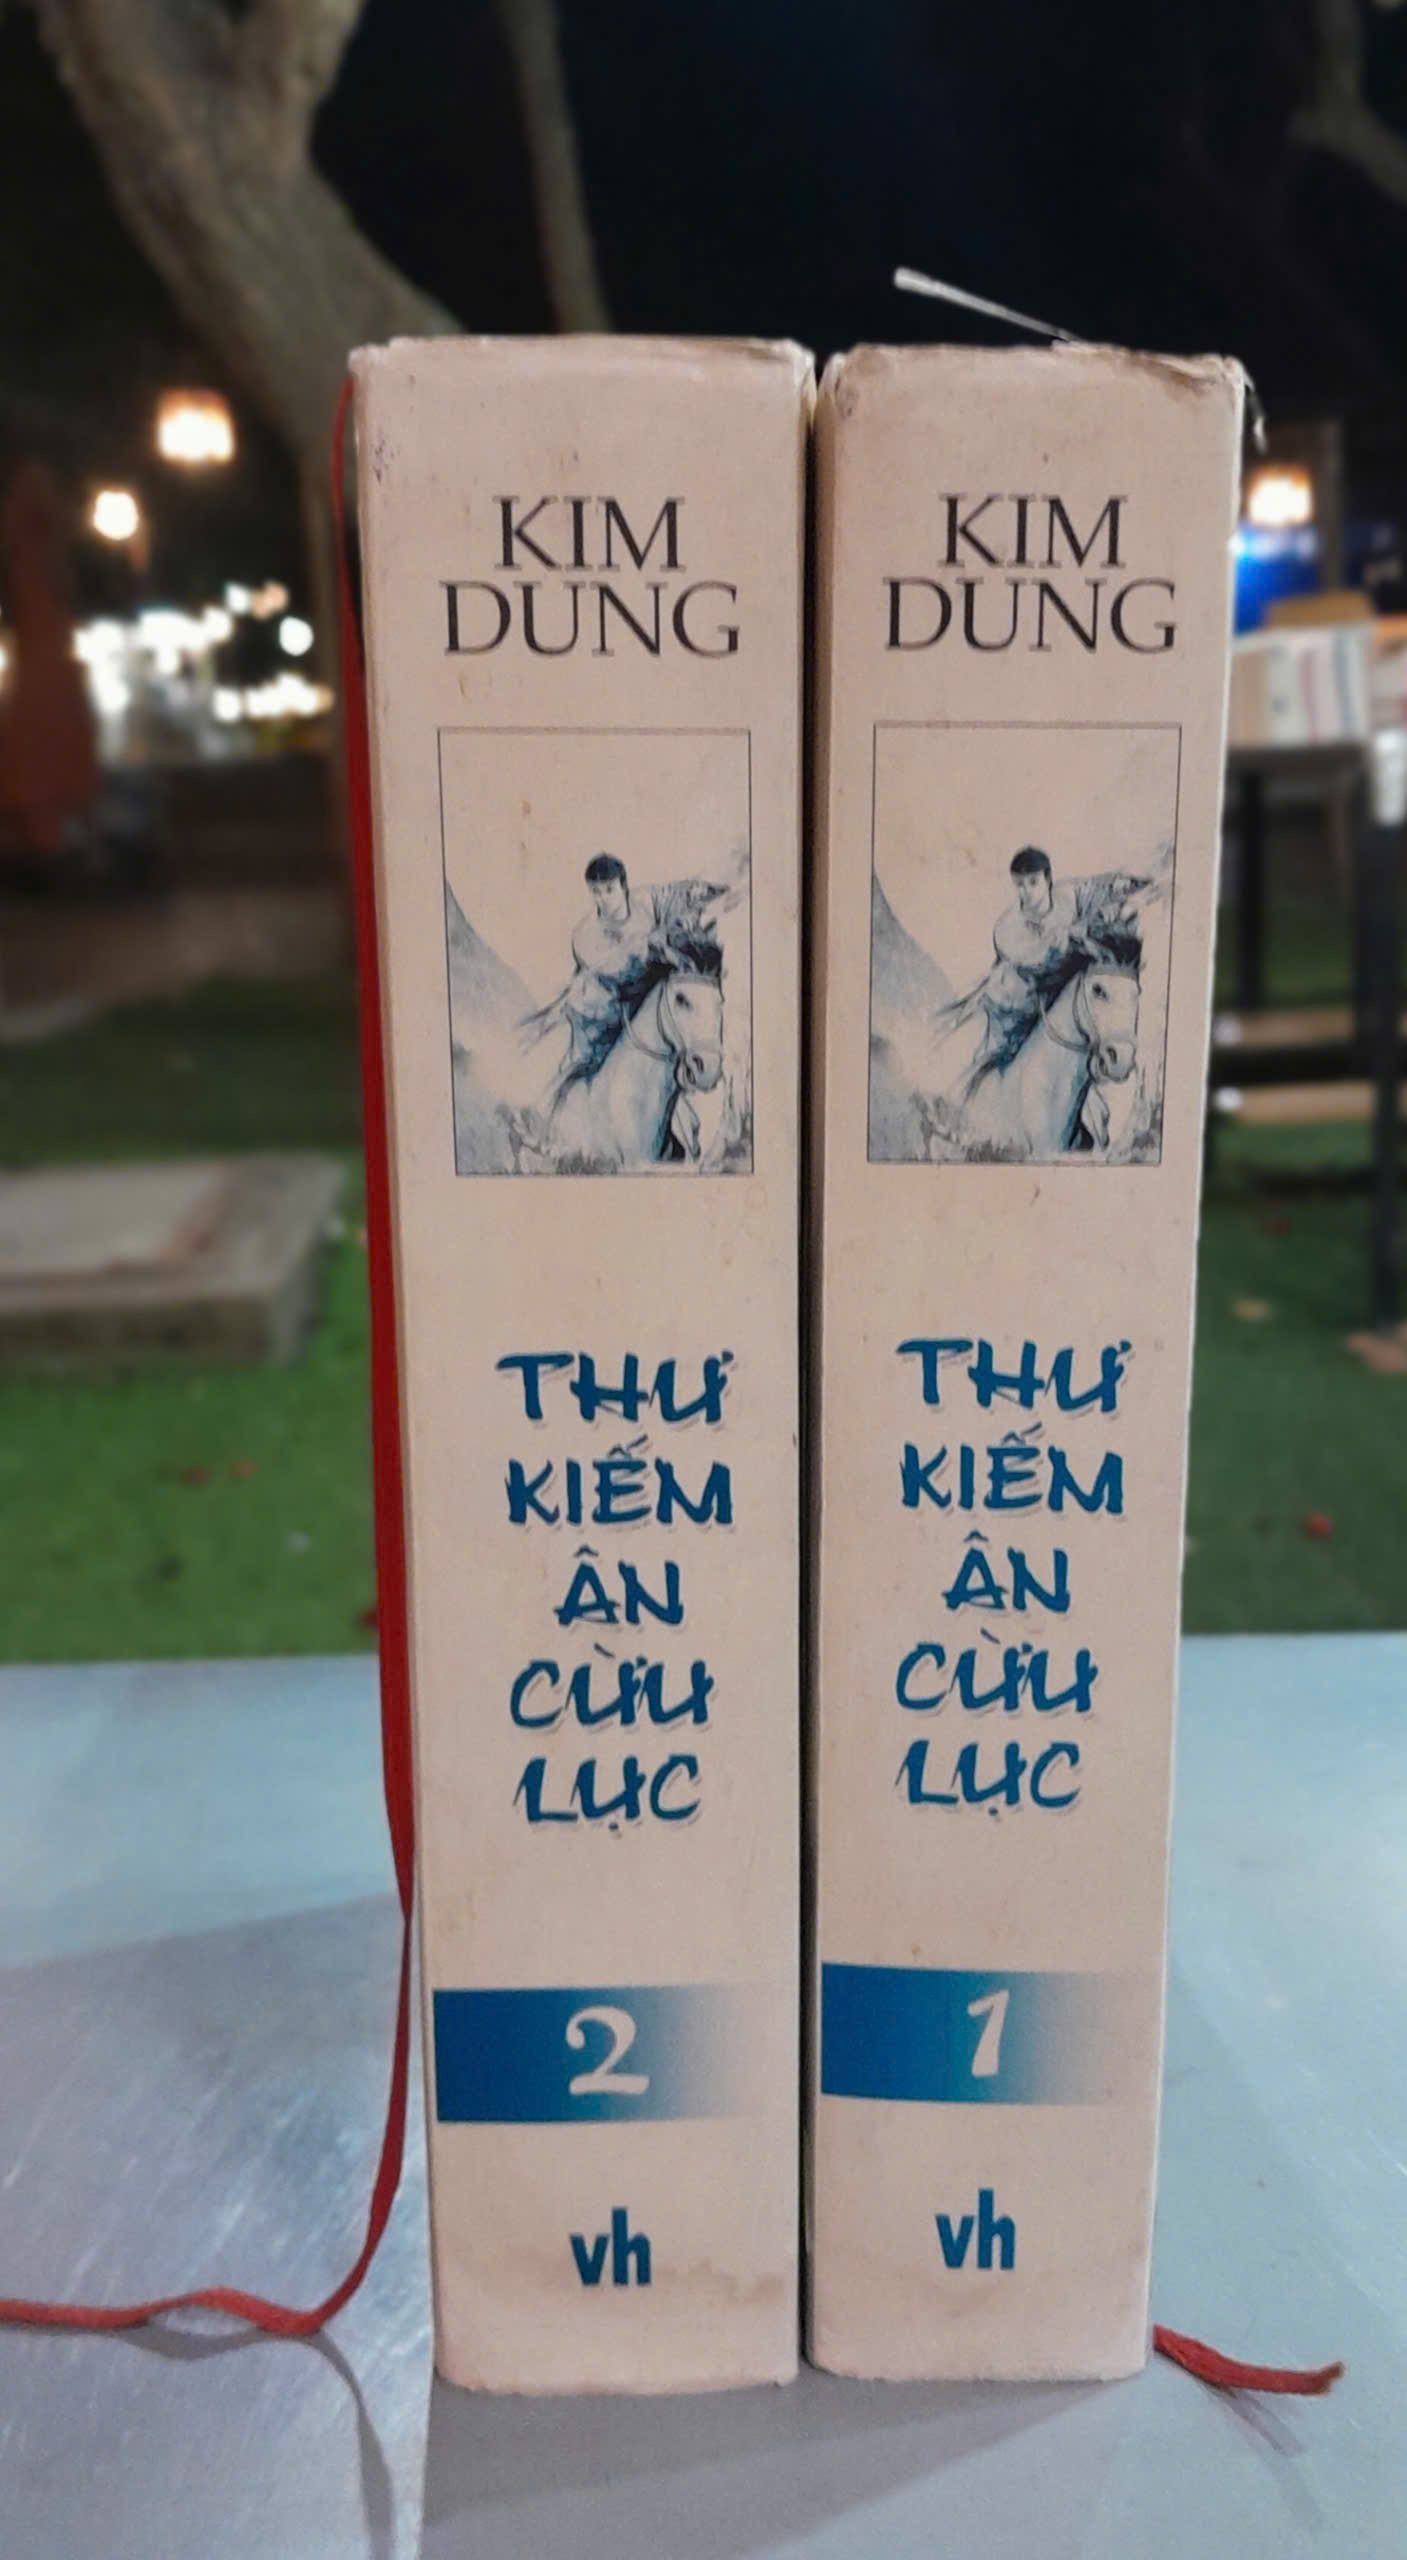 KIM
DUNG
THƯ
KIẾM
ÂN
CỪU
LỤC
2
vh
KIM
DUNG
THƯ
KIẾM
ÂN
CỪU
LỤC
1
vh